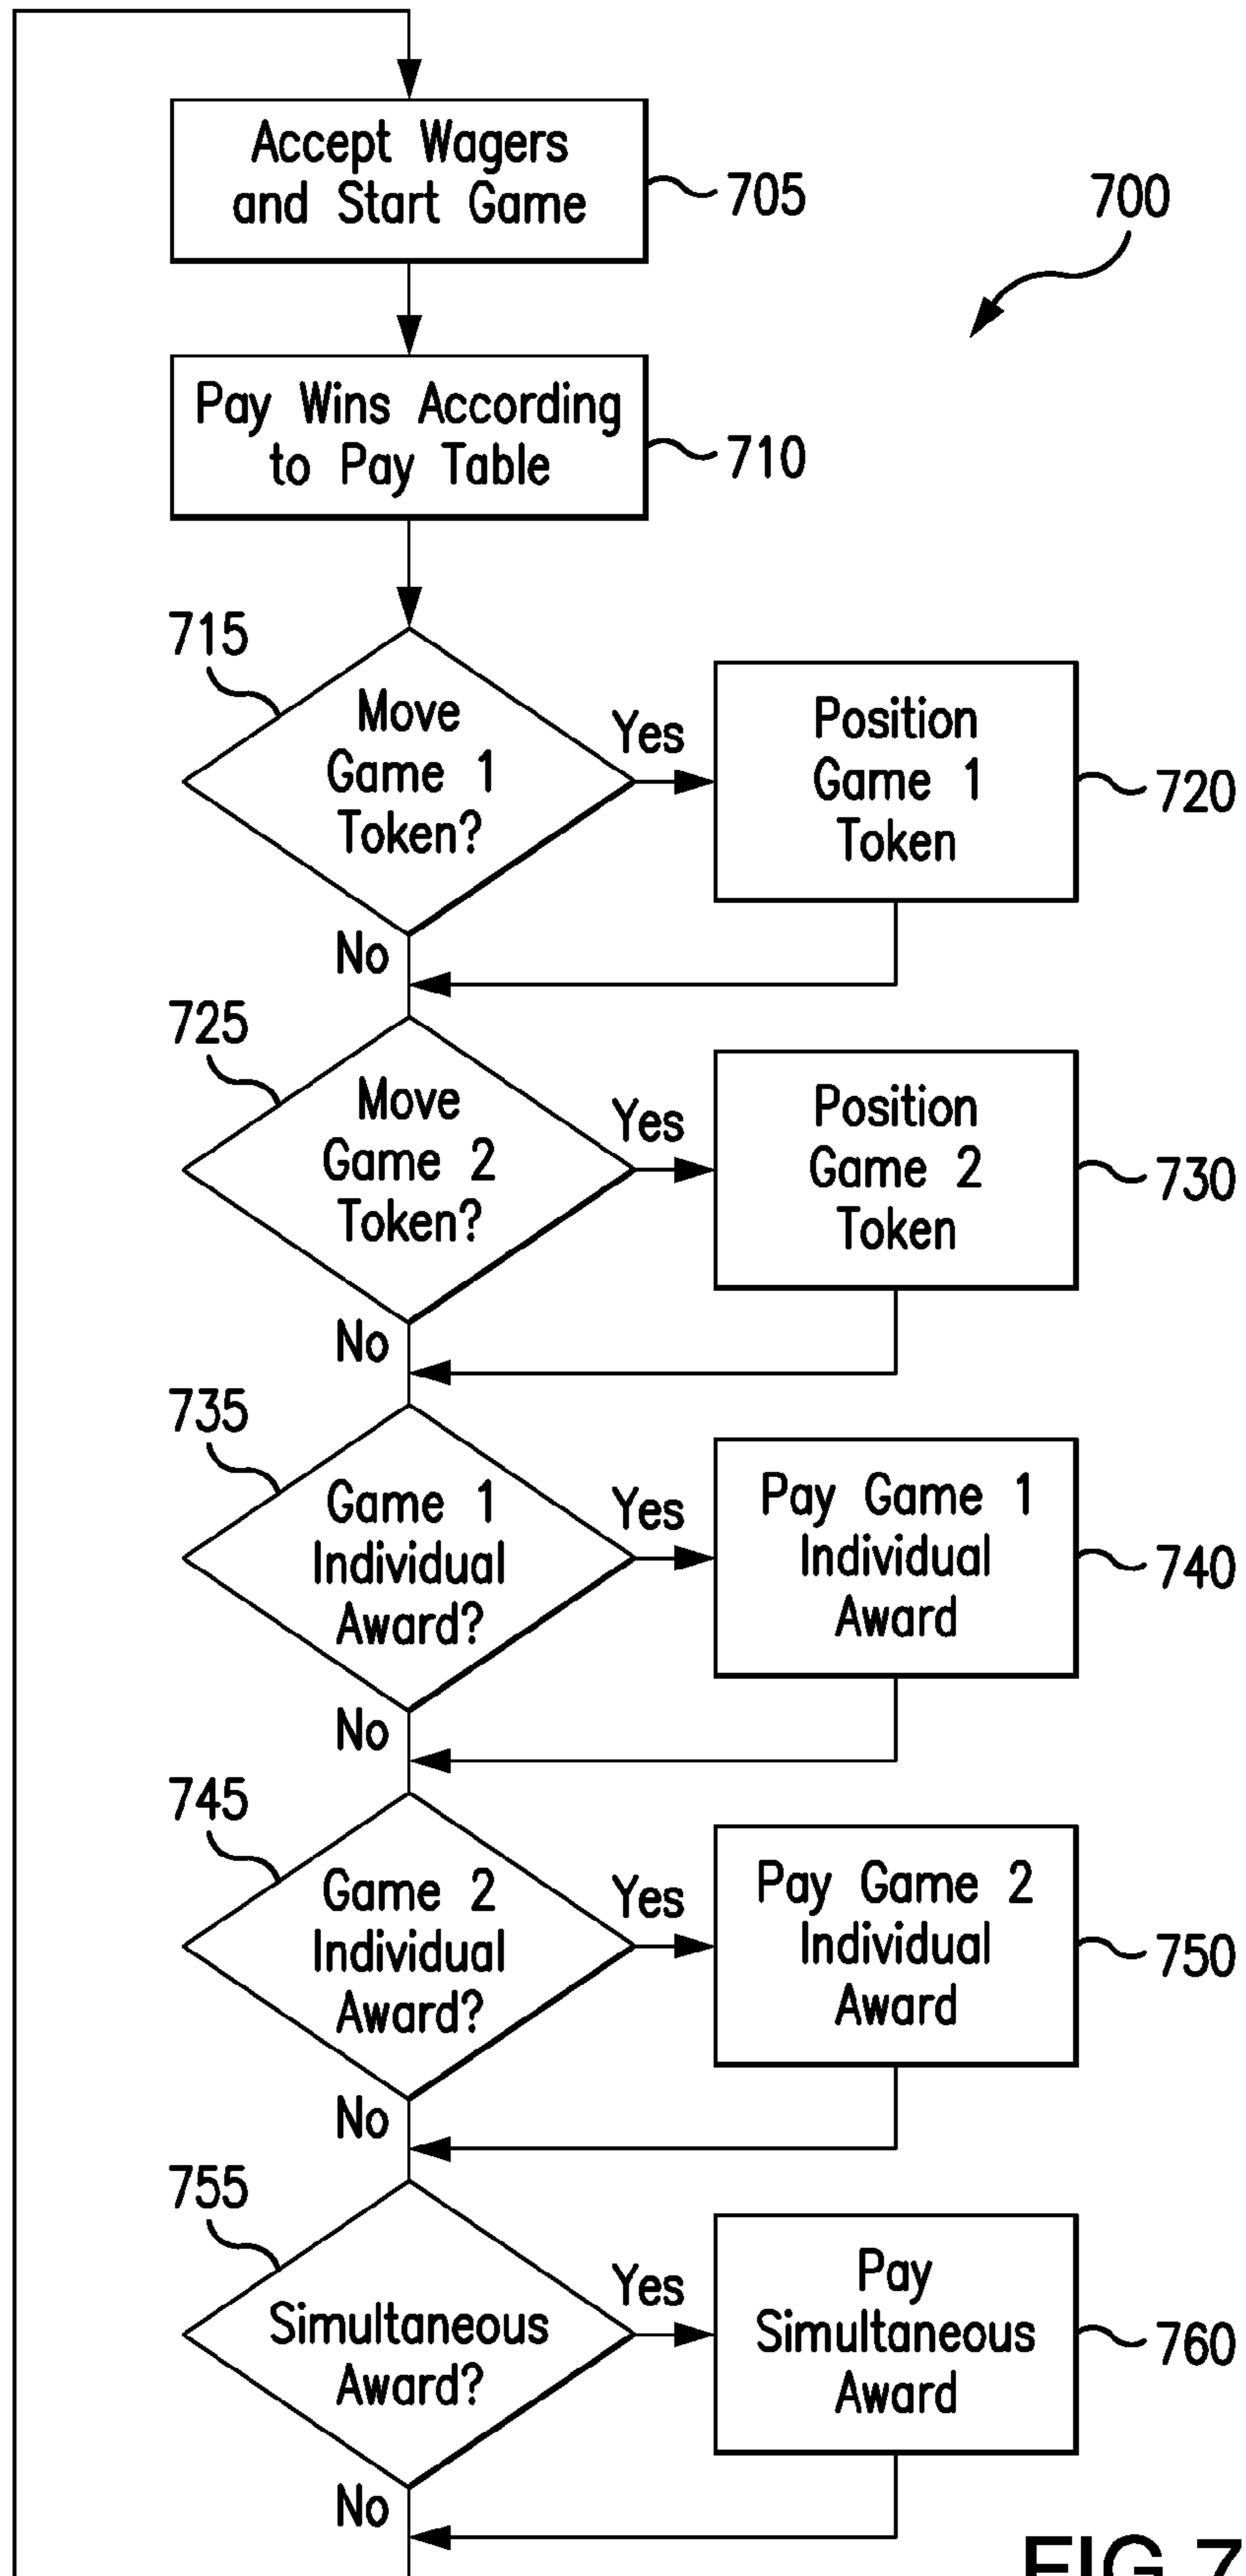 Accept Wagers
and Start Game
705
700
Pay Wins According
to Pay Table
710
715
Move
Game 1
Token?
Yes
Position
Game 1
Token
720
No
725
Move
Game 2
Token?
Yes
Position
Game 2
Token
730
No
735
Game 1
Individual
Award?
Yes
Pay Game 1
Individual
Award
740
No
745
Game 2
Individual
Award?
Yes
Pay Game 2
Individual
Award
750
No
755
Simultaneous
Award?
Yes
Pay
Simultaneous
Award
760
No
FIG.7